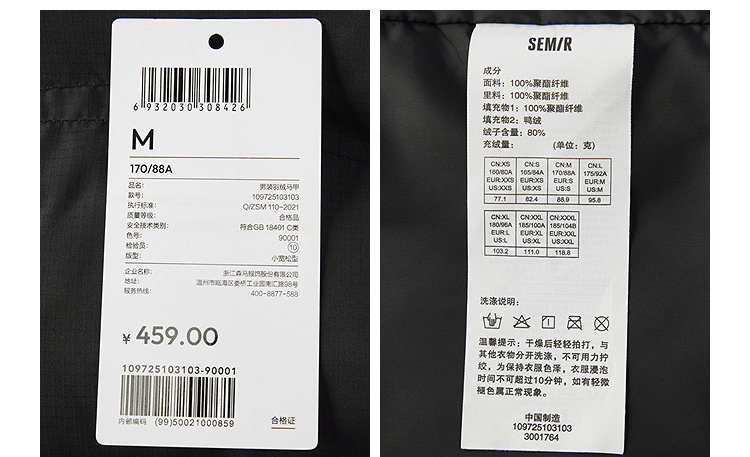 6 932030 308426
M
170/88A
品名: 男装羽绒马甲
款号: 109725103103
执行标准: Q/ZSM 110-2021
质量等级: 合格品
安全技术类别: 符合GB 18401 C类
色号: 90001
检验员: 10
版型: 小宽松型
企业名称: 浙江森马服饰股份有限公司
地址: 温州市瓯海区娄桥工业园南汇路98号
服务热线: 400-8877-588
¥ 459.00
109725103103-90001
内部编码 (99)50021000859
合格证
SEM/R
成分
面料: 100%聚酯纤维
里料: 100%聚酯纤维
填充物1: 100%聚酯纤维
填充物2: 鸭绒
绒子含量: 80%
充绒量: (单位: 克)
CN:XS CN:S CN:M CN:L
160/80A 165/84A 170/88A 175/92A
EUR:XXS EUR:XS EUR:S EUR:M
US:XXS US:XS US:S US:M
77.1 82.4 88.9 95.8
CN:XL CN:XXL CN:XXXL
180/96A 185/100A 185/104B
EUR:L EUR:XL EUR:XXL
US:L US:XL US:XXL
103.2 111.0 118.8
洗涤说明:
温馨提示: 干燥后轻轻拍打, 与
其他衣物分开洗涤, 不可用力拧
绞, 为保持衣服色泽, 衣服浸泡
时间不可超过10分钟, 如有轻微
褪色属正常现象.
中国制造
109725103103
3001764